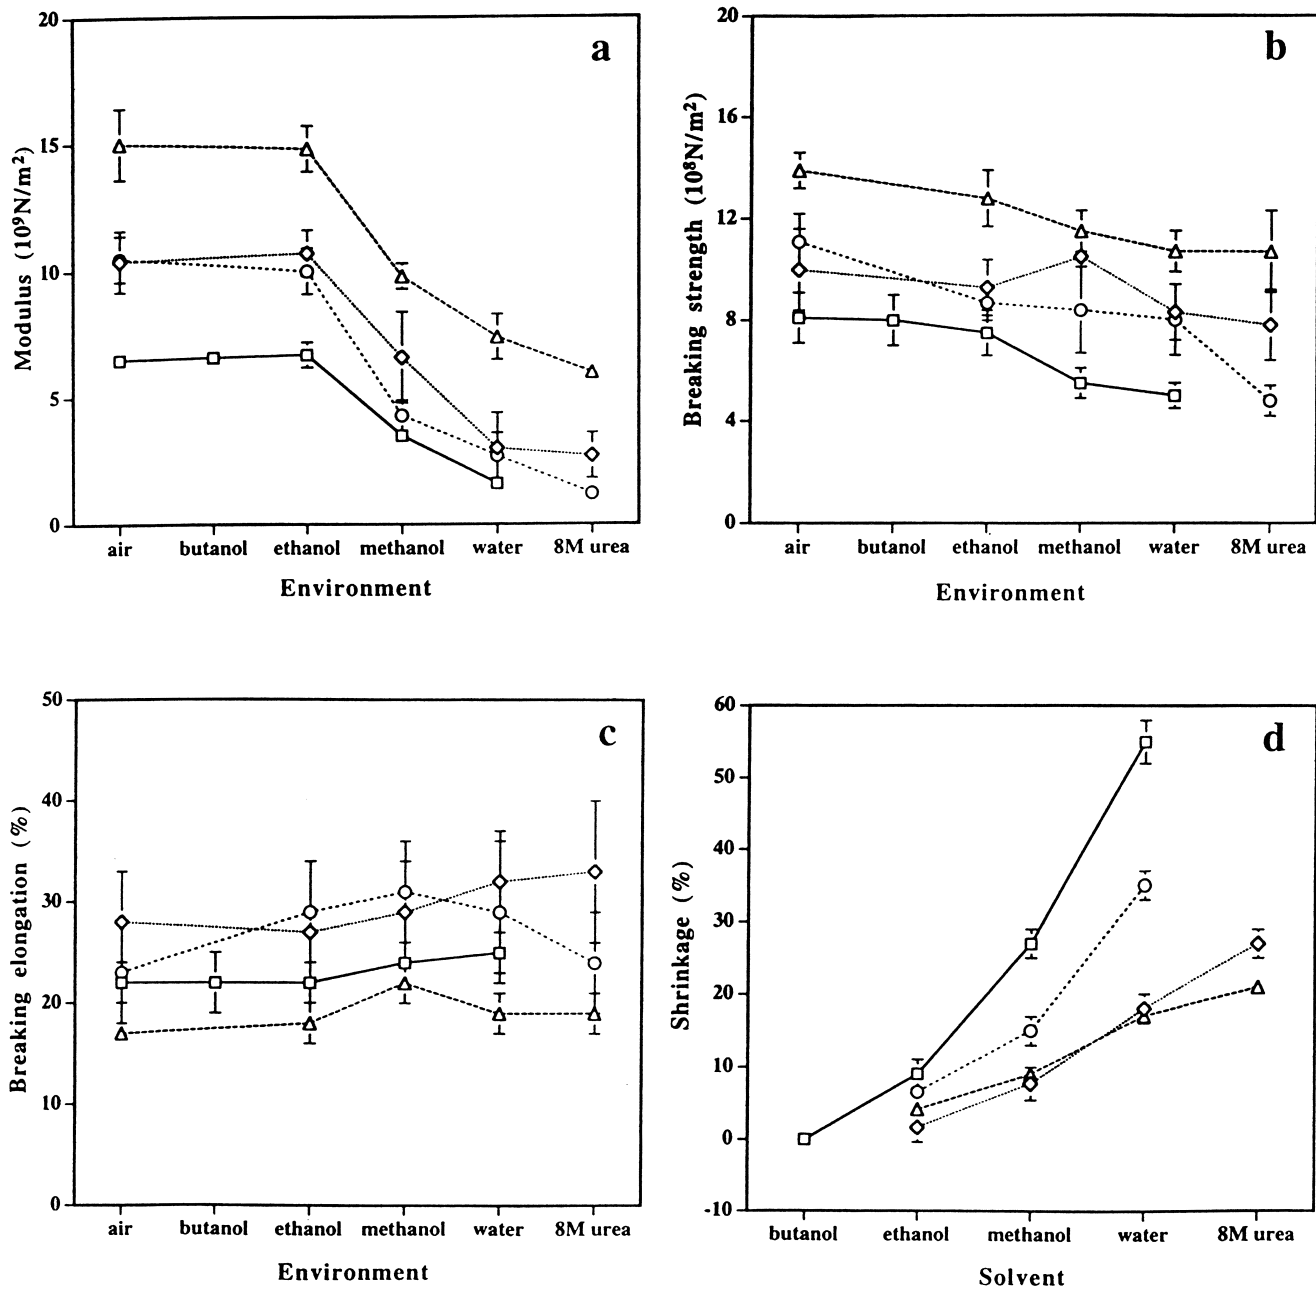 a
20
15
10
5
0
Modulus (10⁹N/m²)
air butanol ethanol methanol water 8M urea
Environment
b
20
16
12
8
4
0
Breaking strength (10⁸N/m²)
air butanol ethanol methanol water 8M urea
Environment
c
50
40
30
20
10
0
Breaking elongation (%)
air butanol ethanol methanol water 8M urea
Environment
d
60
50
40
30
20
10
0
-10
Shrinkage (%)
butanol ethanol methanol water 8M urea
Solvent